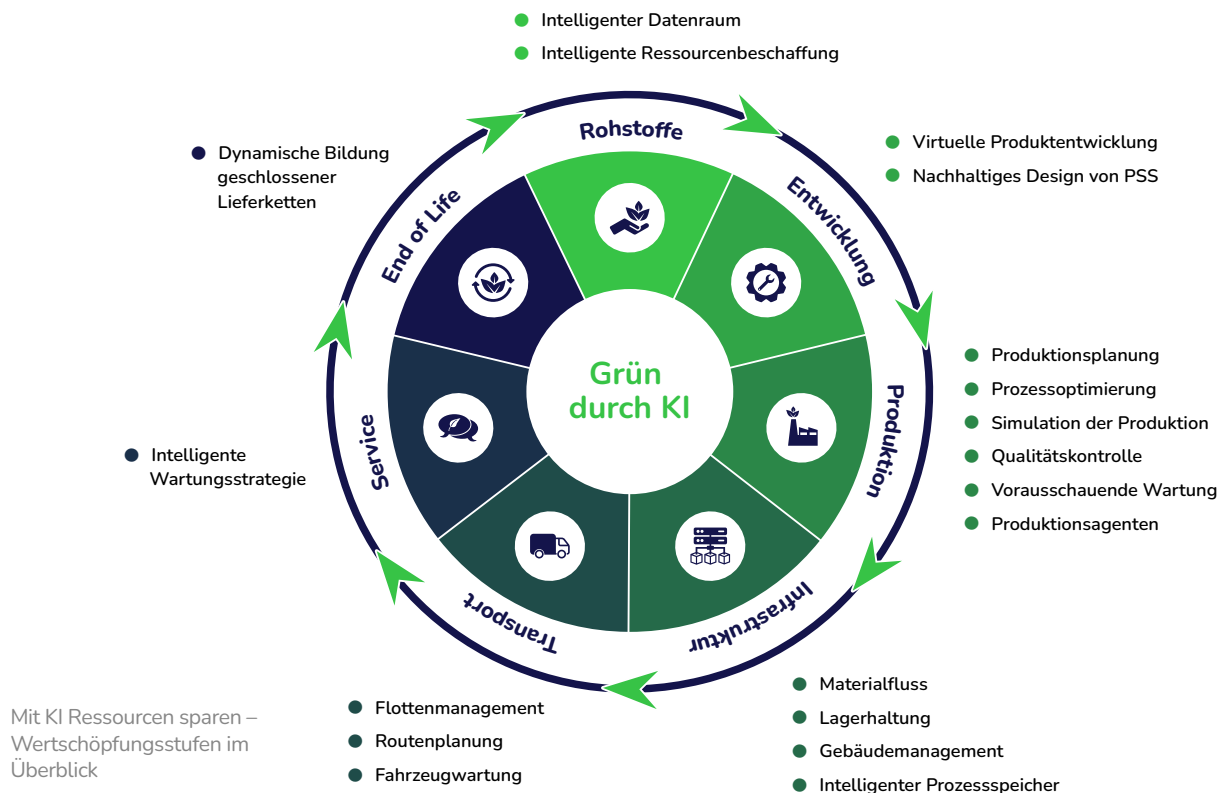 Intelligenter Datenraum
Intelligente Ressourcenbeschaffung
Rohstoffe
Virtuelle Produktentwicklung
Nachhaltiges Design von PSS
Entwicklung
Produktionsplanung
Prozessoptimierung
Simulation der Produktion
Qualitätskontrolle
Vorausschauende Wartung
Produktionsagenten
Produktion
Infrastruktur
Materialfluss
Lagerhaltung
Gebäudemanagement
Intelligenter Prozessspeicher
Transport
Flottenmanagement
Routenplanung
Fahrzeugwartung
Service
Intelligente
Wartungsstrategie
End of Life
Dynamische Bildung
geschlossener
Lieferketten
Grün
durch KI
Mit KI Ressourcen sparen –
Wertschöpfungsstufen im
Überblick